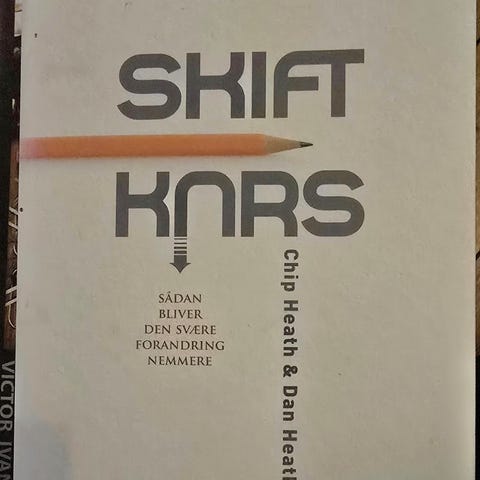 SKIFT
KURS
SÅDAN
BLIVER
DEN SVÆRE
FORANDRING
NEMMERE
Chip Heath & Dan Heath
VICTOR IVAN